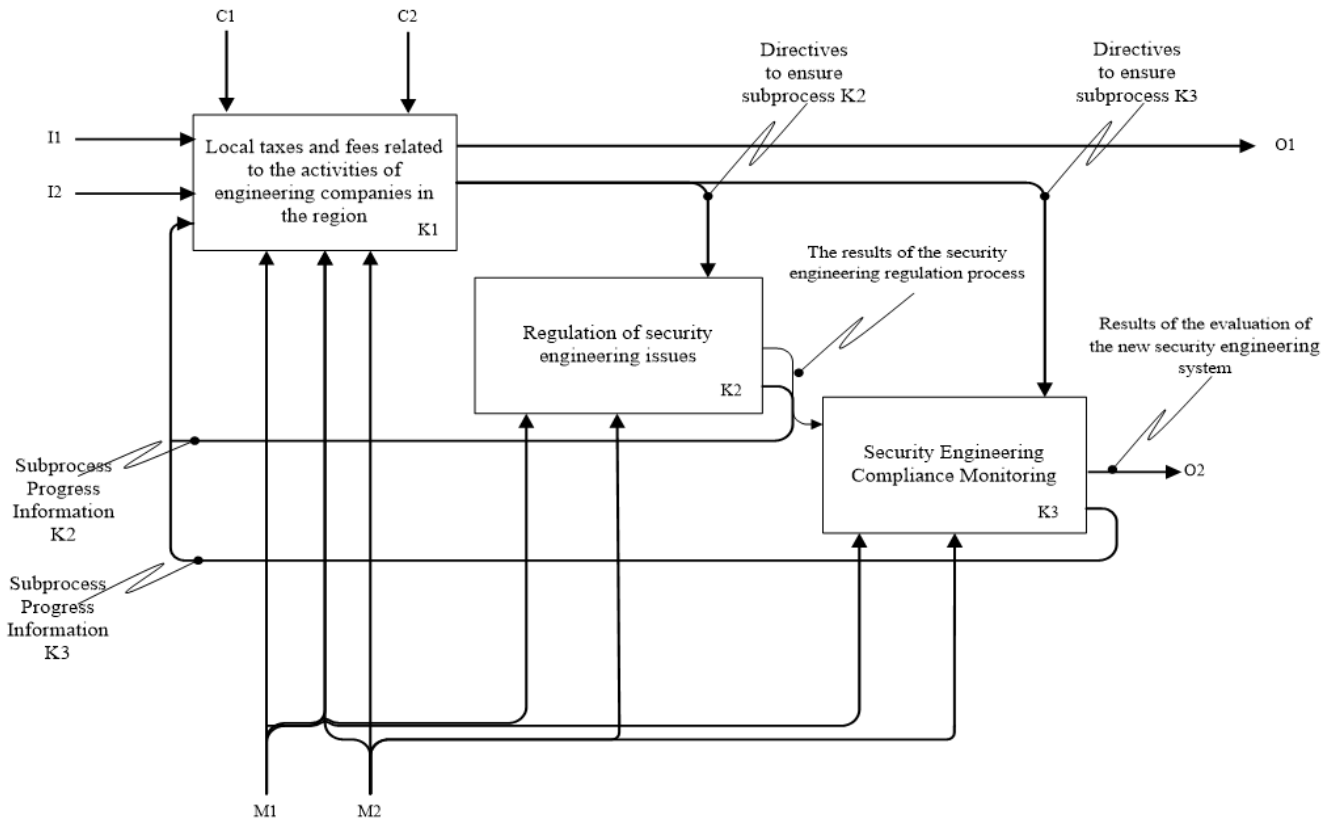 C1
C2
Directives
to ensure
subprocess K2
Directives
to ensure
subprocess K3
I1
I2
Local taxes and fees related
to the activities of
engineering companies in
the region
K1
O1
The results of the security
engineering regulation process
Regulation of security
engineering issues
K2
Results of the evaluation of
the new security engineering
system
Security Engineering
Compliance Monitoring
K3
O2
Subprocess
Progress
Information
K2
Subprocess
Progress
Information
K3
M1
M2